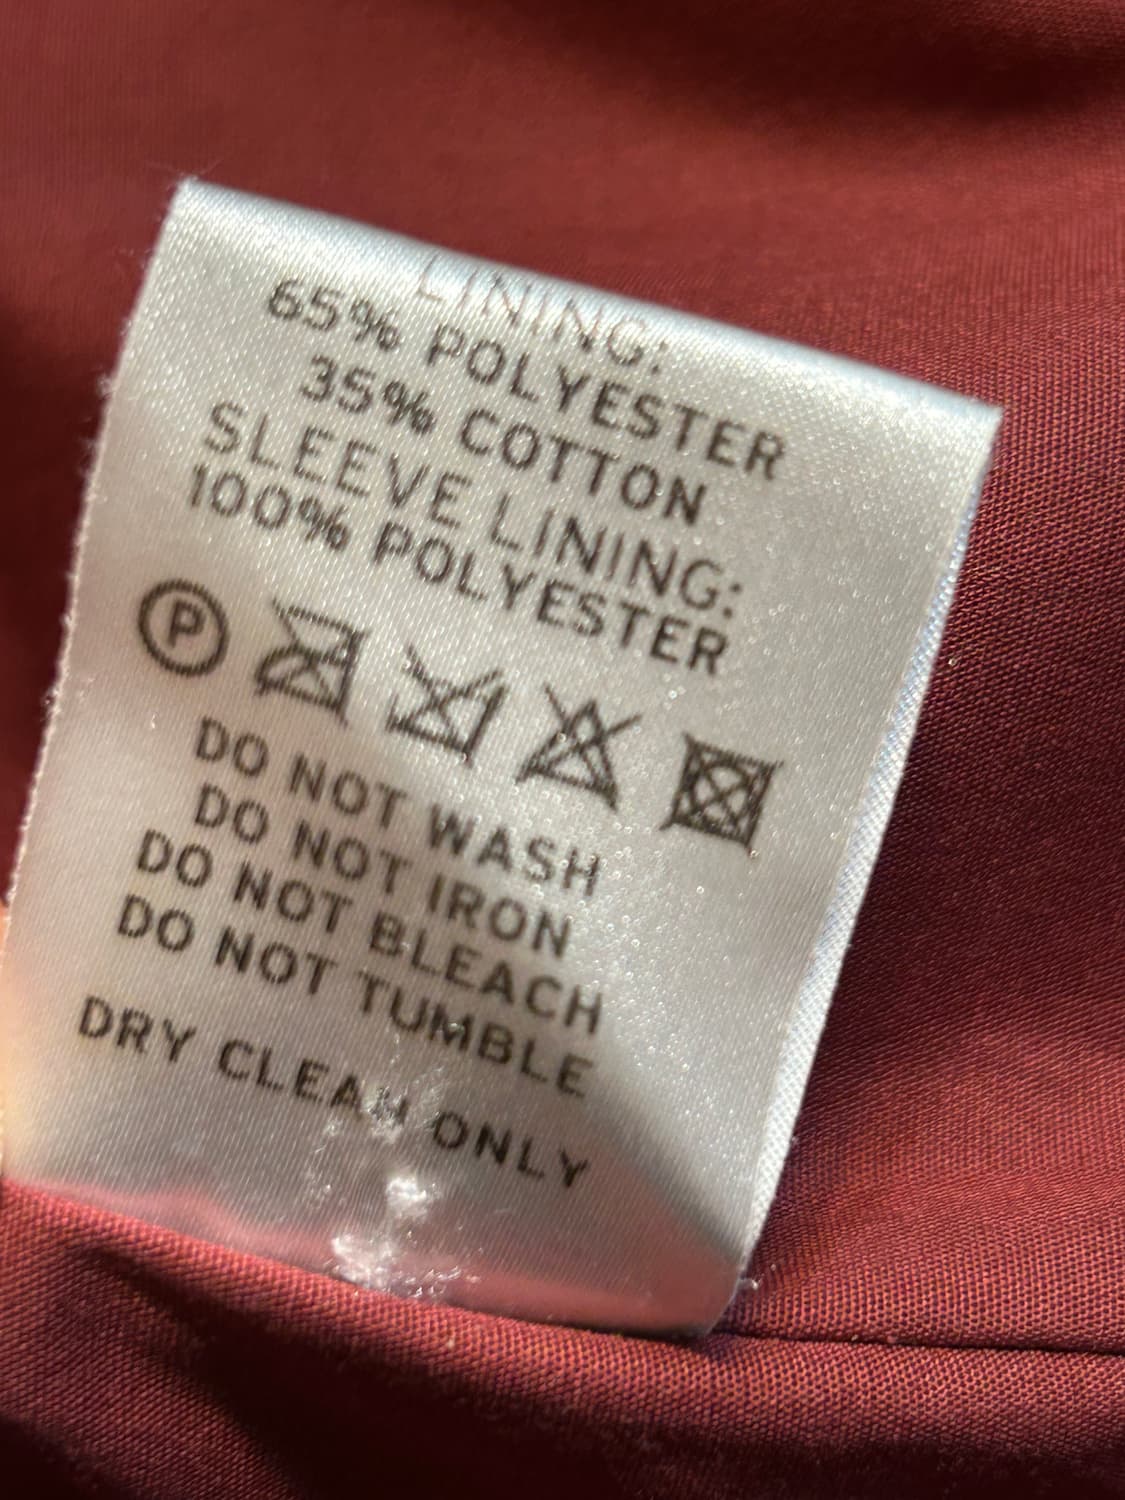 LINING:
65% POLYESTER
35% COTTON
SLEEVE LINING:
100% POLYESTER
P
DO NOT WASH
DO NOT IRON
DO NOT BLEACH
DO NOT TUMBLE
DRY CLEAN ONLY